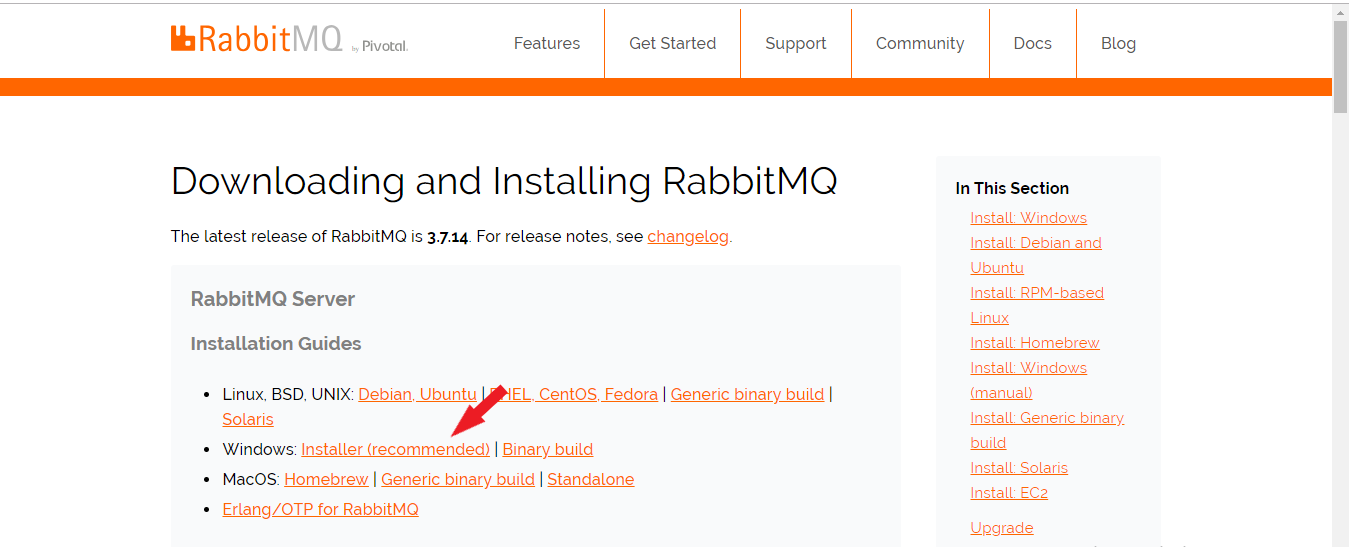 RabbitMQ by Pivotal.
Features
Get Started
Support
Community
Docs
Blog
Downloading and Installing RabbitMQ
The latest release of RabbitMQ is 3.7.14. For release notes, see changelog.
RabbitMQ Server
Installation Guides
• Linux, BSD, UNIX: Debian, Ubuntu | RHEL, CentOS, Fedora | Generic binary build |
Solaris
• Windows: Installer (recommended) | Binary build
• MacOS: Homebrew | Generic binary build | Standalone
• Erlang/OTP for RabbitMQ
In This Section
Install: Windows
Install: Debian and
Ubuntu
Install: RPM-based
Linux
Install: Homebrew
Install: Windows
(manual)
Install: Generic binary
build
Install: Solaris
Install: EC2
Upgrade